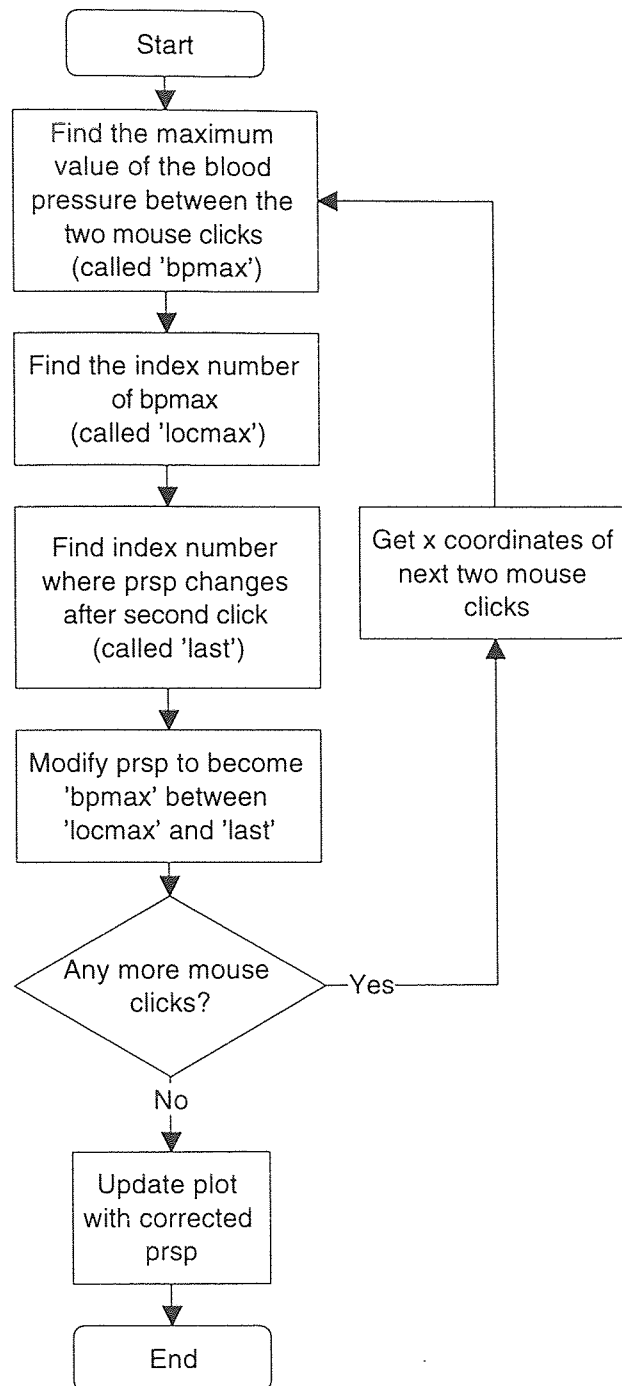 Start
Find the maximum
value of the blood
pressure between the
two mouse clicks
(called 'bpmax')
Find the index number
of bpmax
(called 'locmax')
Find index number
where prsp changes
after second click
(called 'last')
Get x coordinates of
next two mouse
clicks
Modify prsp to become
'bpmax' between
'locmax' and 'last'
Any more mouse
clicks?
Yes
No
Update plot
with corrected
prsp
End